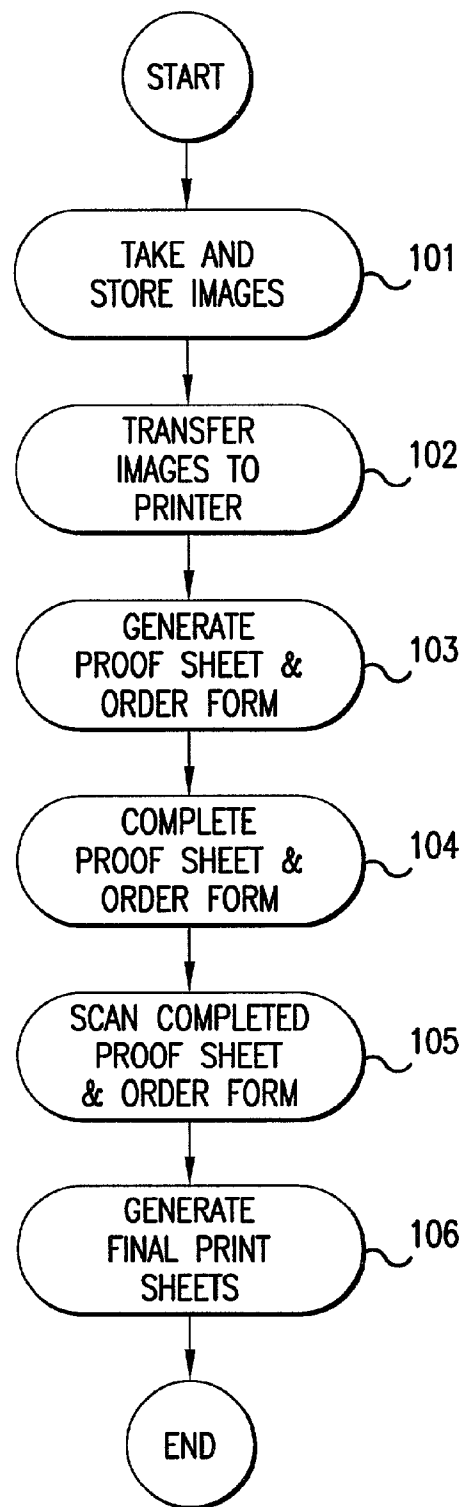 START
TAKE AND
STORE IMAGES
101
TRANSFER
IMAGES TO
PRINTER
102
GENERATE
PROOF SHEET &
ORDER FORM
103
COMPLETE
PROOF SHEET &
ORDER FORM
104
SCAN COMPLETED
PROOF SHEET
& ORDER FORM
105
GENERATE
FINAL PRINT
SHEETS
106
END